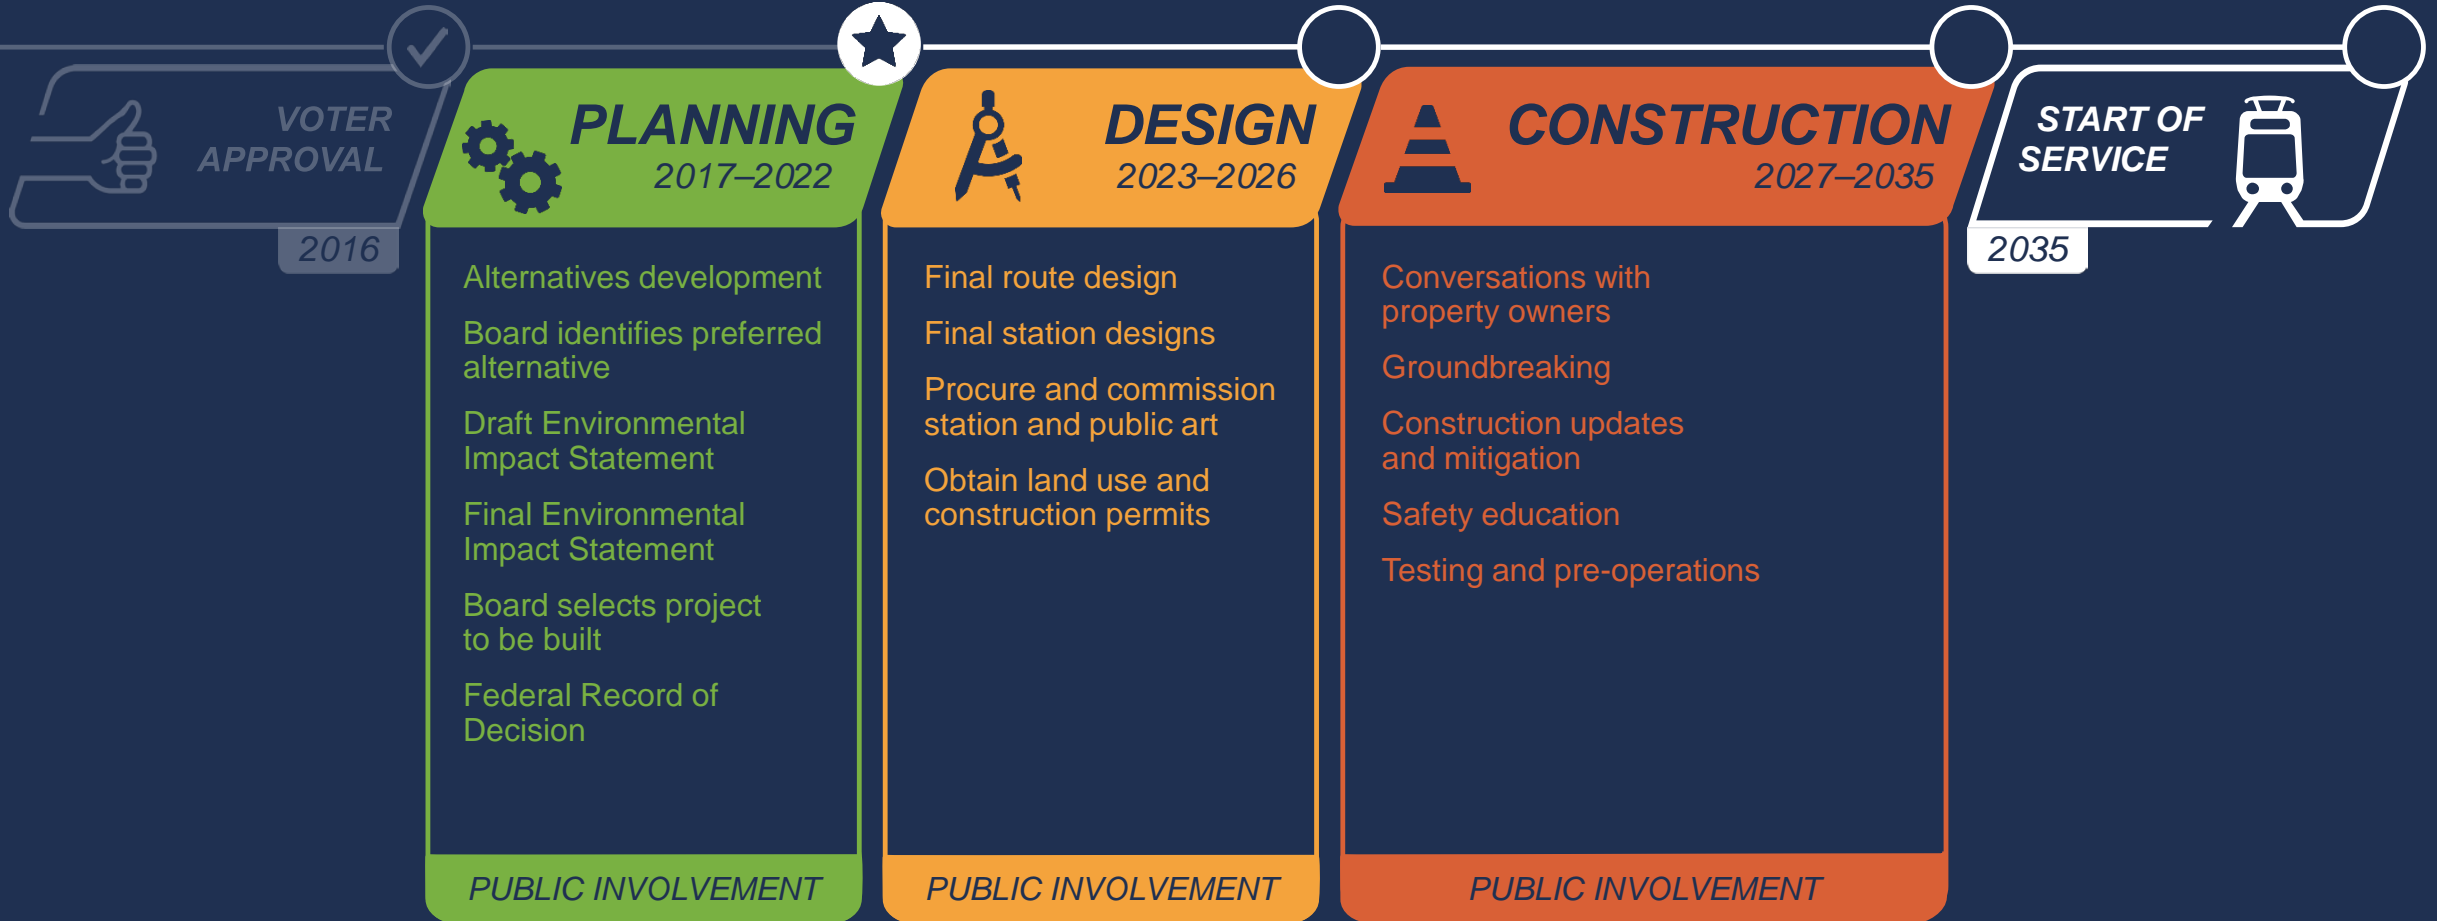 VOTER
APPROVAL
2016
PLANNING
2017–2022
Alternatives development
Board identifies preferred
alternative
Draft Environmental
Impact Statement
Final Environmental
Impact Statement
Board selects project
to be built
Federal Record of
Decision
PUBLIC INVOLVEMENT
DESIGN
2023–2026
Final route design
Final station designs
Procure and commission
station and public art
Obtain land use and
construction permits
PUBLIC INVOLVEMENT
CONSTRUCTION
2027–2035
Conversations with
property owners
Groundbreaking
Construction updates
and mitigation
Safety education
Testing and pre-operations
PUBLIC INVOLVEMENT
START OF
SERVICE
2035